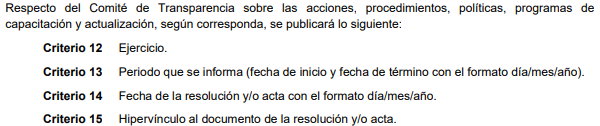 Respecto del Comité de Transparencia sobre las acciones, procedimientos, políticas, programas de
capacitación y actualización, según corresponda, se publicará lo siguiente:
Criterio 12 Ejercicio.
Criterio 13 Periodo que se informa (fecha de inicio y fecha de término con el formato día/mes/año).
Criterio 14 Fecha de la resolución y/o acta con el formato día/mes/año.
Criterio 15 Hipervínculo al documento de la resolución y/o acta.